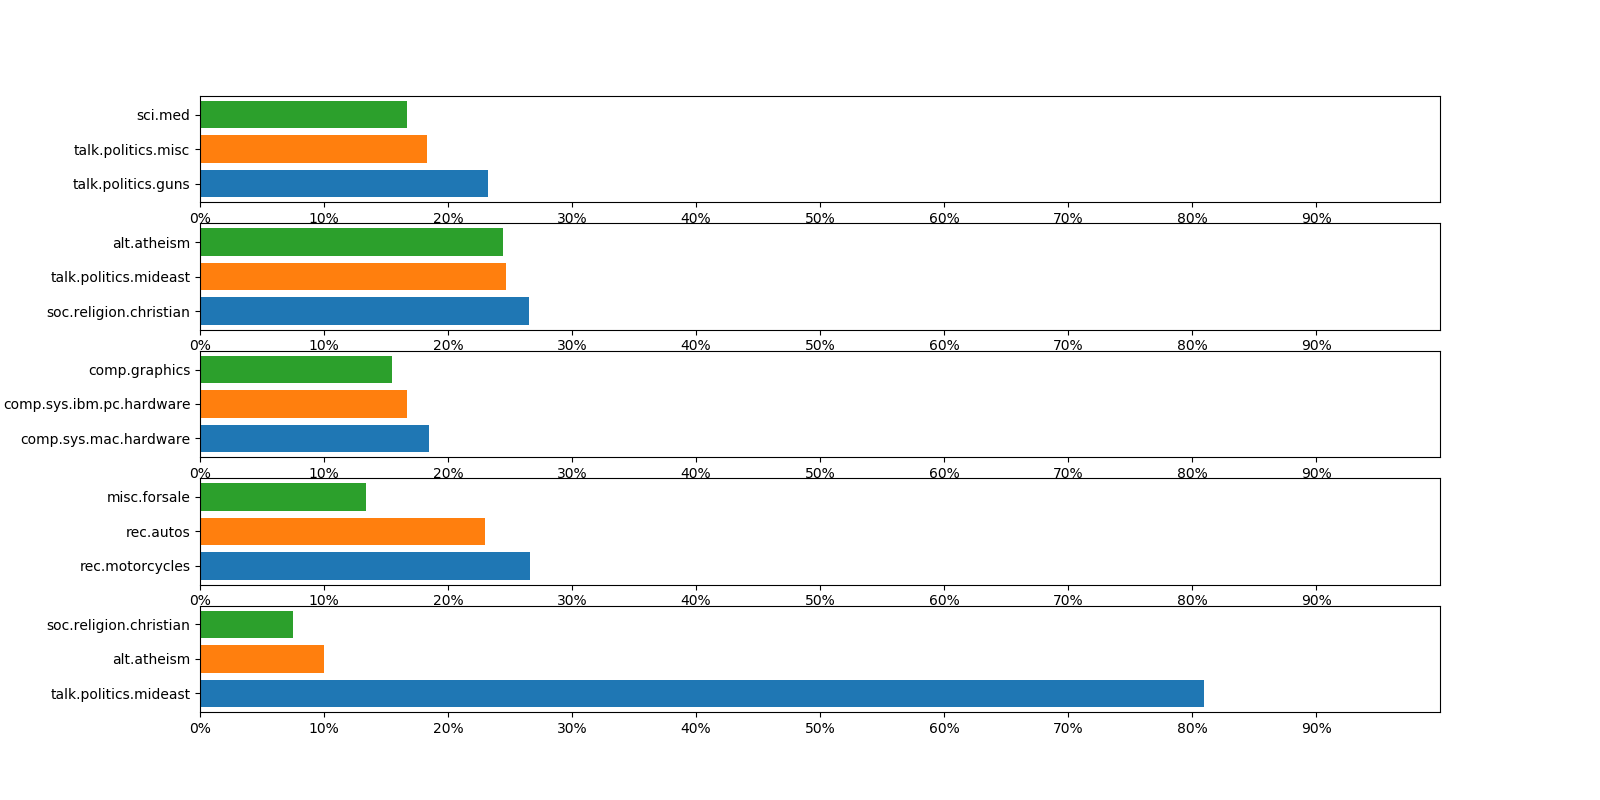 sci.med
talk.politics.misc
talk.politics.guns
0% 10% 20% 30% 40% 50% 60% 70% 80% 90%
alt.atheism
talk.politics.mideast
soc.religion.christian
0% 10% 20% 30% 40% 50% 60% 70% 80% 90%
comp.graphics
comp.sys.ibm.pc.hardware
comp.sys.mac.hardware
0% 10% 20% 30% 40% 50% 60% 70% 80% 90%
misc.forsale
rec.autos
rec.motorcycles
0% 10% 20% 30% 40% 50% 60% 70% 80% 90%
soc.religion.christian
alt.atheism
talk.politics.mideast
0% 10% 20% 30% 40% 50% 60% 70% 80% 90%